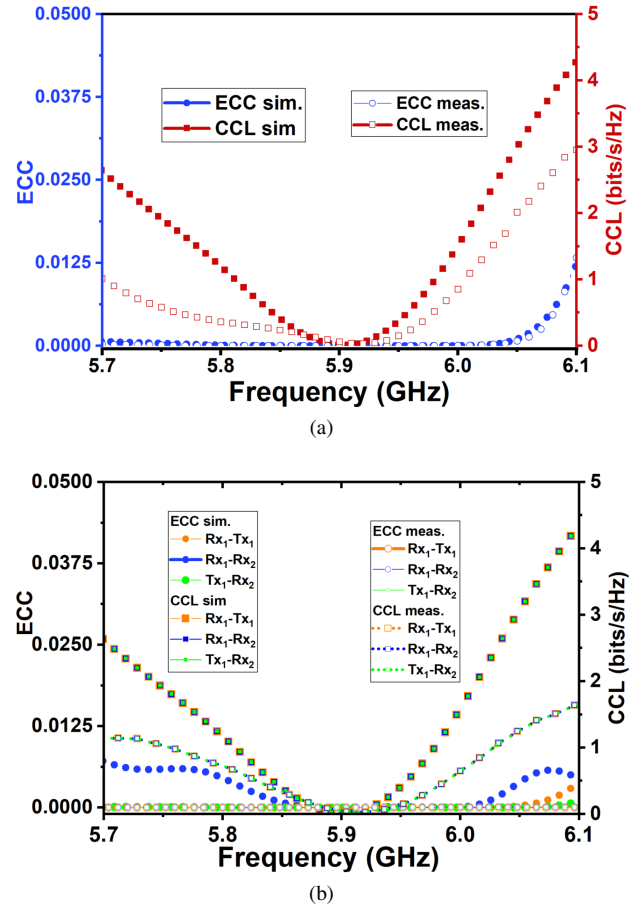 0.0500
0.0375
0.0250
0.0125
0.0000
ECC
5
4
3
2
1
0
CCL (bits/s/Hz)
ECC sim.
CCL sim
ECC meas.
CCL meas.
5.7
5.8
5.9
6.0
6.1
Frequency (GHz)
(a)
0.0500
0.0375
0.0250
0.0125
0.0000
ECC
5
4
3
2
1
0
CCL (bits/s/Hz)
ECC sim.
Rx1-Tx1
Rx1-Rx2
Tx1-Rx2
CCL sim
Rx1-Tx1
Rx1-Rx2
Tx1-Rx2
ECC meas.
Rx1-Tx1
Rx1-Rx2
Tx1-Rx2
CCL meas.
Rx1-Tx1
Rx1-Rx2
Tx1-Rx2
5.7
5.8
5.9
6.0
6.1
Frequency (GHz)
(b)